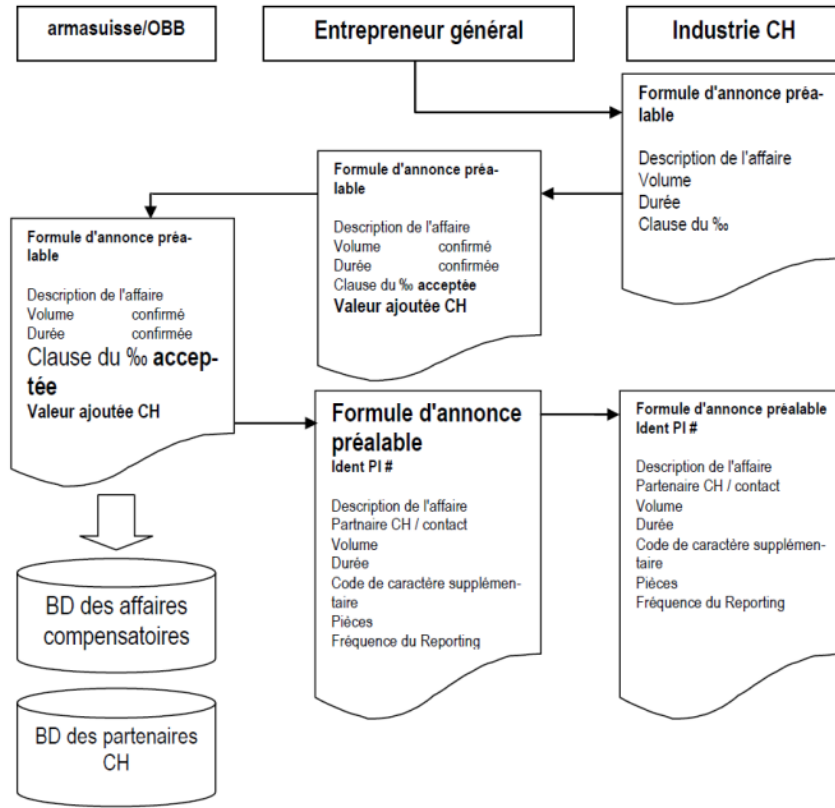 armasuisse/OBB
Entrepreneur général
Industrie CH
Formule d'annonce préa-
lable
Description de l'affaire
Volume
Durée
Clause du ‰
Formule d'annonce préa-
lable
Description de l'affaire
Volume confirmé
Durée confirmée
Clause du ‰ acceptée
Valeur ajoutée CH
Formule d'annonce préa-
lable
Description de l'affaire
Volume confirmé
Durée confirmée
Clause du ‰ accep-
tée
Valeur ajoutée CH
Formule d'annonce
préalable
Ident PI #
Description de l'affaire
Partnaire CH / contact
Volume
Durée
Code de caractère supplémen-
taire
Piéces
Fréquence du Reporting
Formule d'annonce préalable
Ident PI #
Description de l'affaire
Partenaire CH / contact
Volume
Durée
Code de caractère supplémen-
taire
Pièces
Fréquence du Reporting
BD des affaires
compensatoires
BD des partenaires
CH